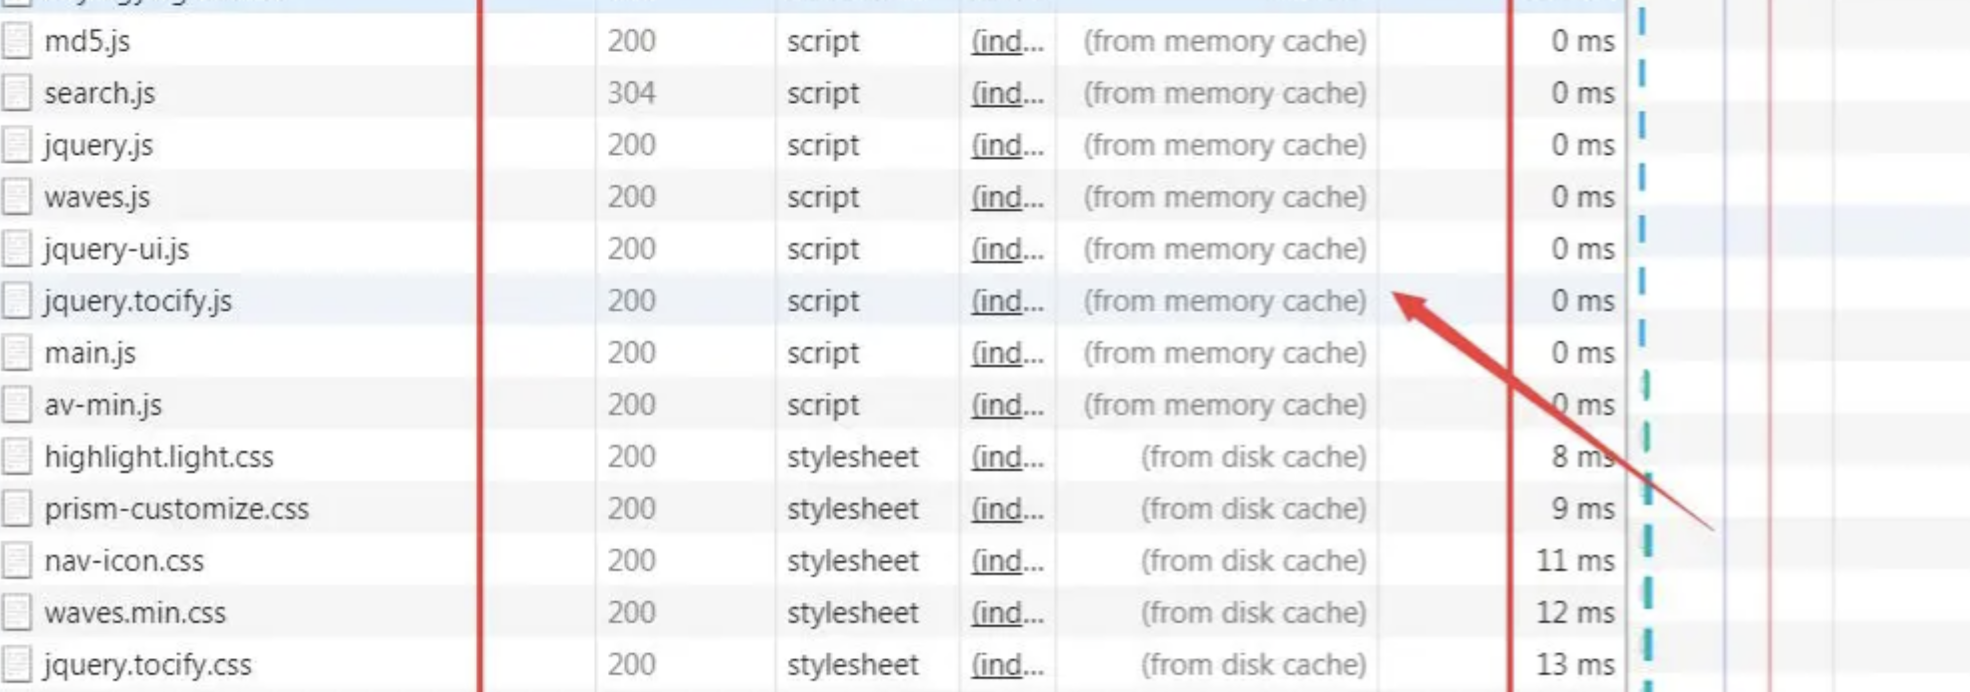 md5.js 200 script (ind... (from memory cache) 0 ms
search.js 304 script (ind... (from memory cache) 0 ms
jquery.js 200 script (ind... (from memory cache) 0 ms
waves.js 200 script (ind... (from memory cache) 0 ms
jquery-ui.js 200 script (ind... (from memory cache) 0 ms
jquery.tocify.js 200 script (ind... (from memory cache) 0 ms
main.js 200 script (ind... (from memory cache) 0 ms
av-min.js 200 script (ind... (from memory cache) 0 ms
highlight.light.css 200 stylesheet (ind... (from disk cache) 8 ms
prism-customize.css 200 stylesheet (ind... (from disk cache) 9 ms
nav-icon.css 200 stylesheet (ind... (from disk cache) 11 ms
waves.min.css 200 stylesheet (ind... (from disk cache) 12 ms
jquery.tocify.css 200 stylesheet (ind... (from disk cache) 13 ms